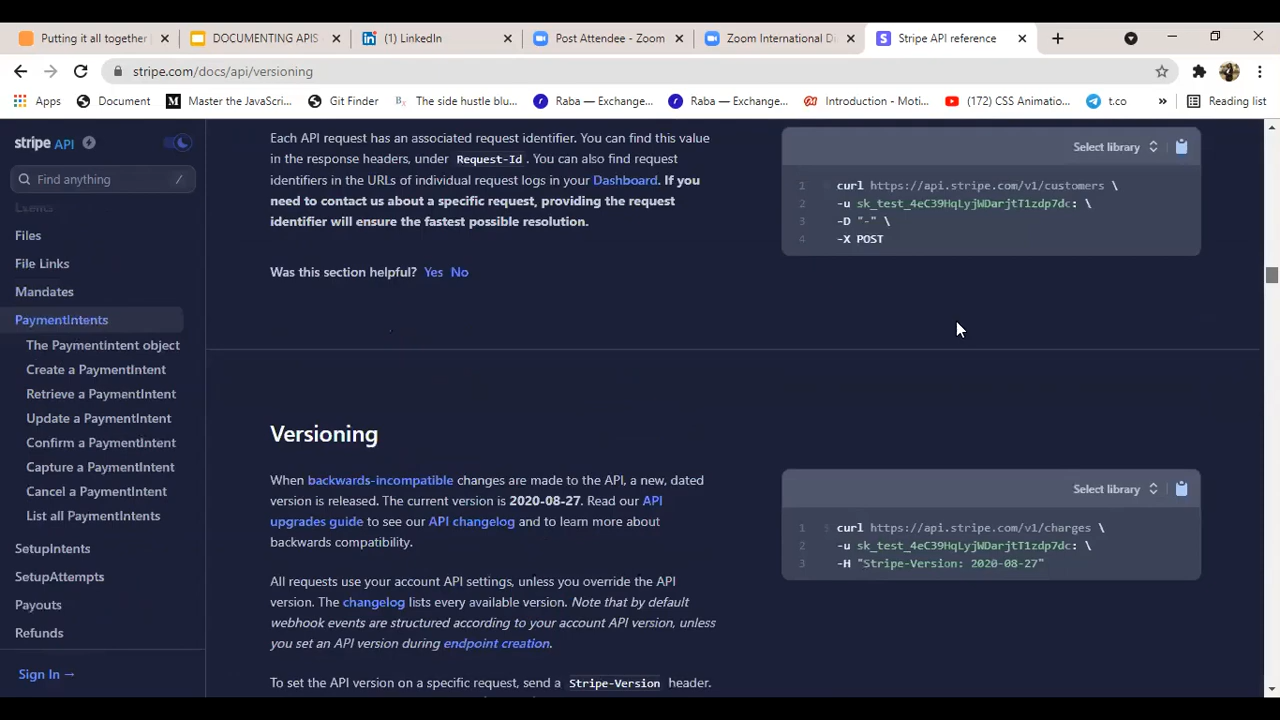 Putting it all together
DOCUMENTING APIS
(1) LinkedIn
Post Attendee - Zoom
Zoom International D
Stripe API reference
stripe.com/docs/api/versioning
Apps
Document
Master the JavaScri...
Git Finder
The side hustle blu...
Raba — Exchange...
Raba — Exchange...
Introduction - Moti...
(172) CSS Animatio...
t.co
»
Reading list
stripe API
Find anything /
Events
Files
File Links
Mandates
PaymentIntents
The PaymentIntent object
Create a PaymentIntent
Retrieve a PaymentIntent
Update a PaymentIntent
Confirm a PaymentIntent
Capture a PaymentIntent
Cancel a PaymentIntent
List all PaymentIntents
SetupIntents
SetupAttempts
Payouts
Refunds
Sign In →
Each API request has an associated request identifier. You can find this value
in the response headers, under Request-Id. You can also find request
identifiers in the URLs of individual request logs in your Dashboard. If you
need to contact us about a specific request, providing the request
identifier will ensure the fastest possible resolution.
Was this section helpful? Yes No
Select library
1 curl https://api.stripe.com/v1/customers \
2 -u sk_test_4eC39HqLyjWDarjtT1zdp7dc: \
3 -D "-" \
4 -X POST
Versioning
When backwards-incompatible changes are made to the API, a new, dated
version is released. The current version is 2020-08-27. Read our API
upgrades guide to see our API changelog and to learn more about
backwards compatibility.
All requests use your account API settings, unless you override the API
version. The changelog lists every available version. Note that by default
webhook events are structured according to your account API version, unless
you set an API version during endpoint creation.
To set the API version on a specific request, send a Stripe-Version header.
Select library
1 $ curl https://api.stripe.com/v1/charges \
2 -u sk_test_4eC39HqLyjWDarjtT1zdp7dc: \
3 -H "Stripe-Version: 2020-08-27"